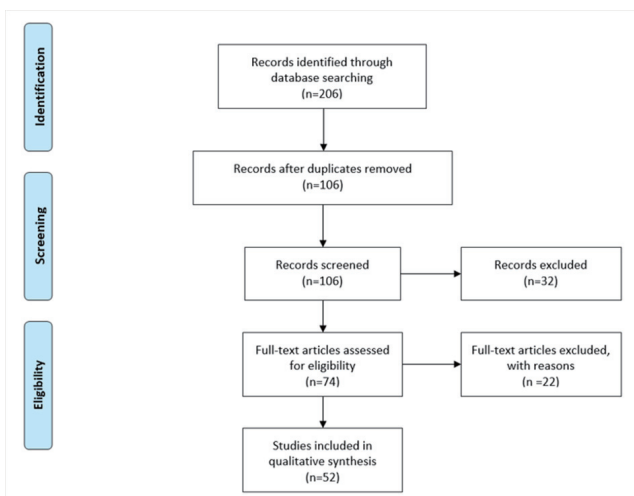 Identification
Records identified through
database searching
(n=206)
Records after duplicates removed
(n=106)
Screening
Records screened
(n=106)
Records excluded
(n=32)
Eligibility
Full-text articles assessed
for eligibility
(n=74)
Full-text articles excluded,
with reasons
(n =22)
Studies included in
qualitative synthesis
(n=52)